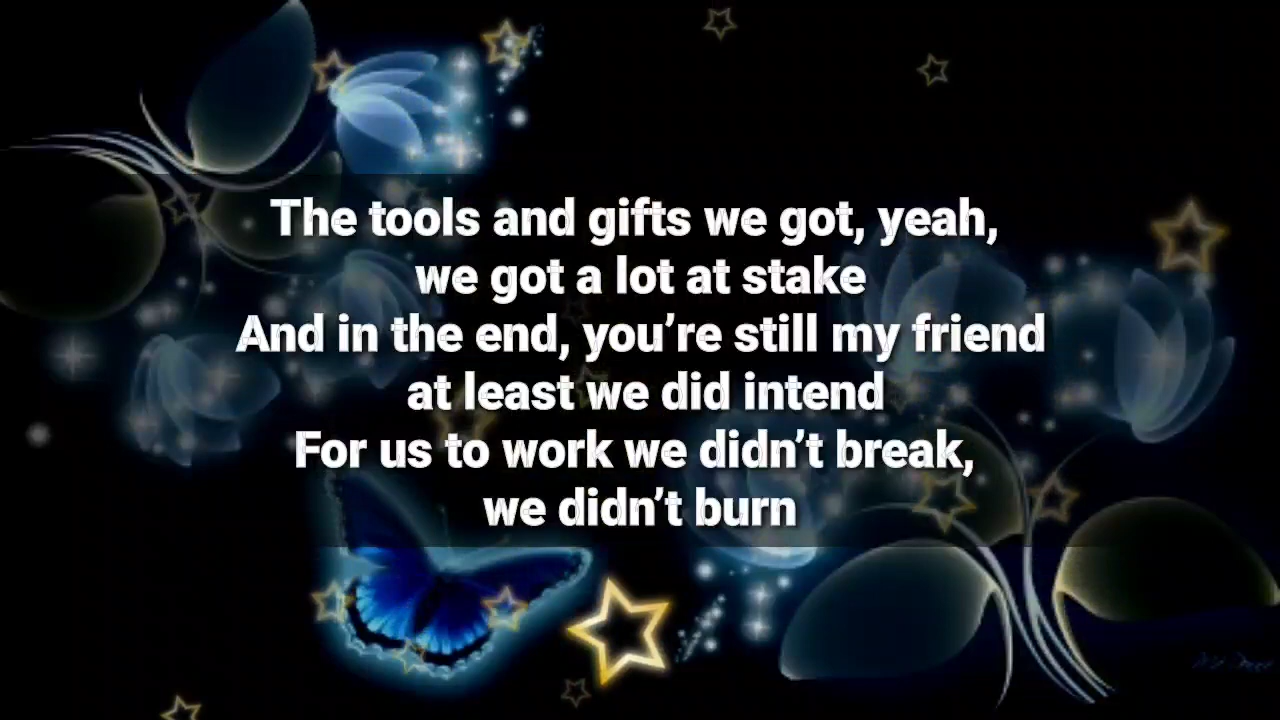 The tools and gifts we got, yeah,
we got a lot at stake
And in the end, you’re still my friend
at least we did intend
For us to work we didn’t break,
we didn’t burn